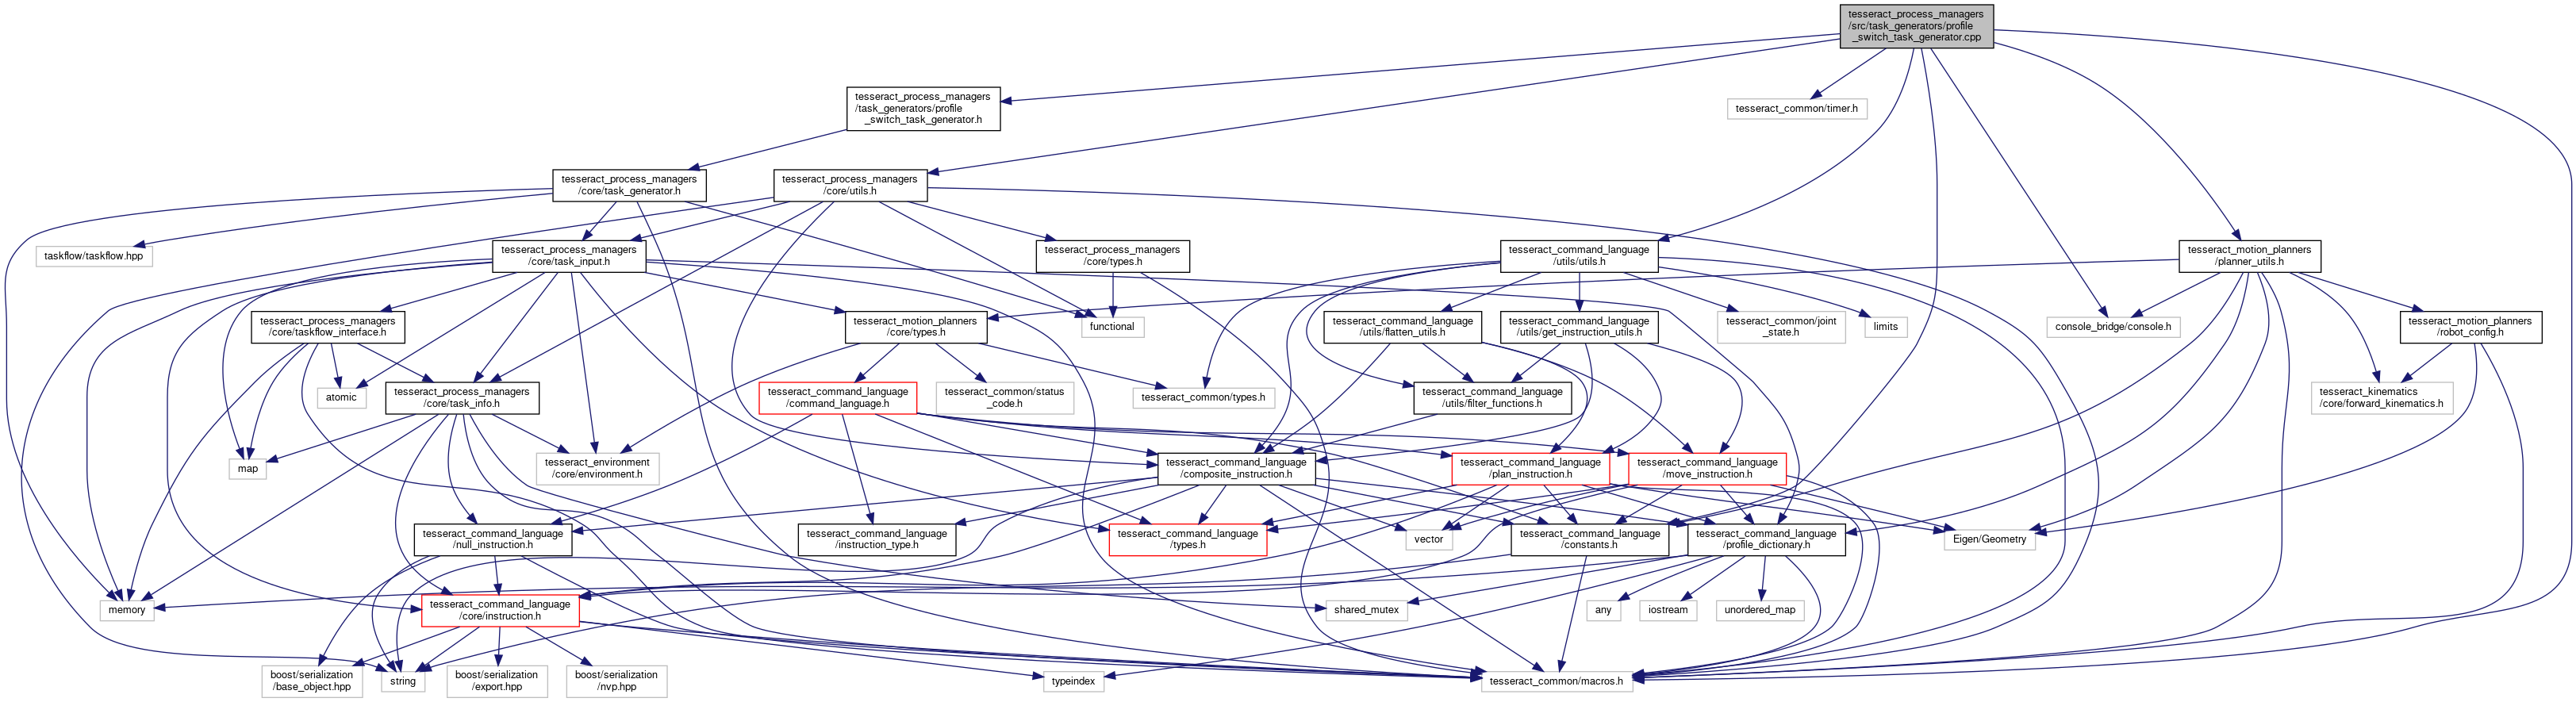 tesseract_process_managers
/src/task_generators/profile
_switch_task_generator.cpp
tesseract_process_managers
/task_generators/profile
_switch_task_generator.h
tesseract_common/timer.h
tesseract_process_managers
/core/task_generator.h
tesseract_process_managers
/core/utils.h
taskflow/taskflow.hpp
tesseract_process_managers
/core/task_input.h
tesseract_process_managers
/core/types.h
tesseract_command_language
/utils/utils.h
tesseract_motion_planners
/planner_utils.h
tesseract_process_managers
/core/taskflow_interface.h
tesseract_motion_planners
/core/types.h
functional
tesseract_command_language
/utils/flatten_utils.h
tesseract_command_language
/utils/get_instruction_utils.h
tesseract_common/joint
_state.h
limits
console_bridge/console.h
tesseract_motion_planners
/robot_config.h
atomic
tesseract_process_managers
/core/task_info.h
tesseract_command_language
/command_language.h
tesseract_common/status
_code.h
tesseract_common/types.h
tesseract_command_language
/utils/filter_functions.h
tesseract_kinematics
/core/forward_kinematics.h
map
tesseract_environment
/core/environment.h
tesseract_command_language
/composite_instruction.h
tesseract_command_language
/plan_instruction.h
tesseract_command_language
/move_instruction.h
tesseract_command_language
/null_instruction.h
tesseract_command_language
/instruction_type.h
tesseract_command_language
/types.h
vector
tesseract_command_language
/constants.h
tesseract_command_language
/profile_dictionary.h
Eigen/Geometry
memory
tesseract_command_language
/core/instruction.h
shared_mutex
any
iostream
unordered_map
boost/serialization
/base_object.hpp
string
boost/serialization
/export.hpp
boost/serialization
/nvp.hpp
typeindex
tesseract_common/macros.h